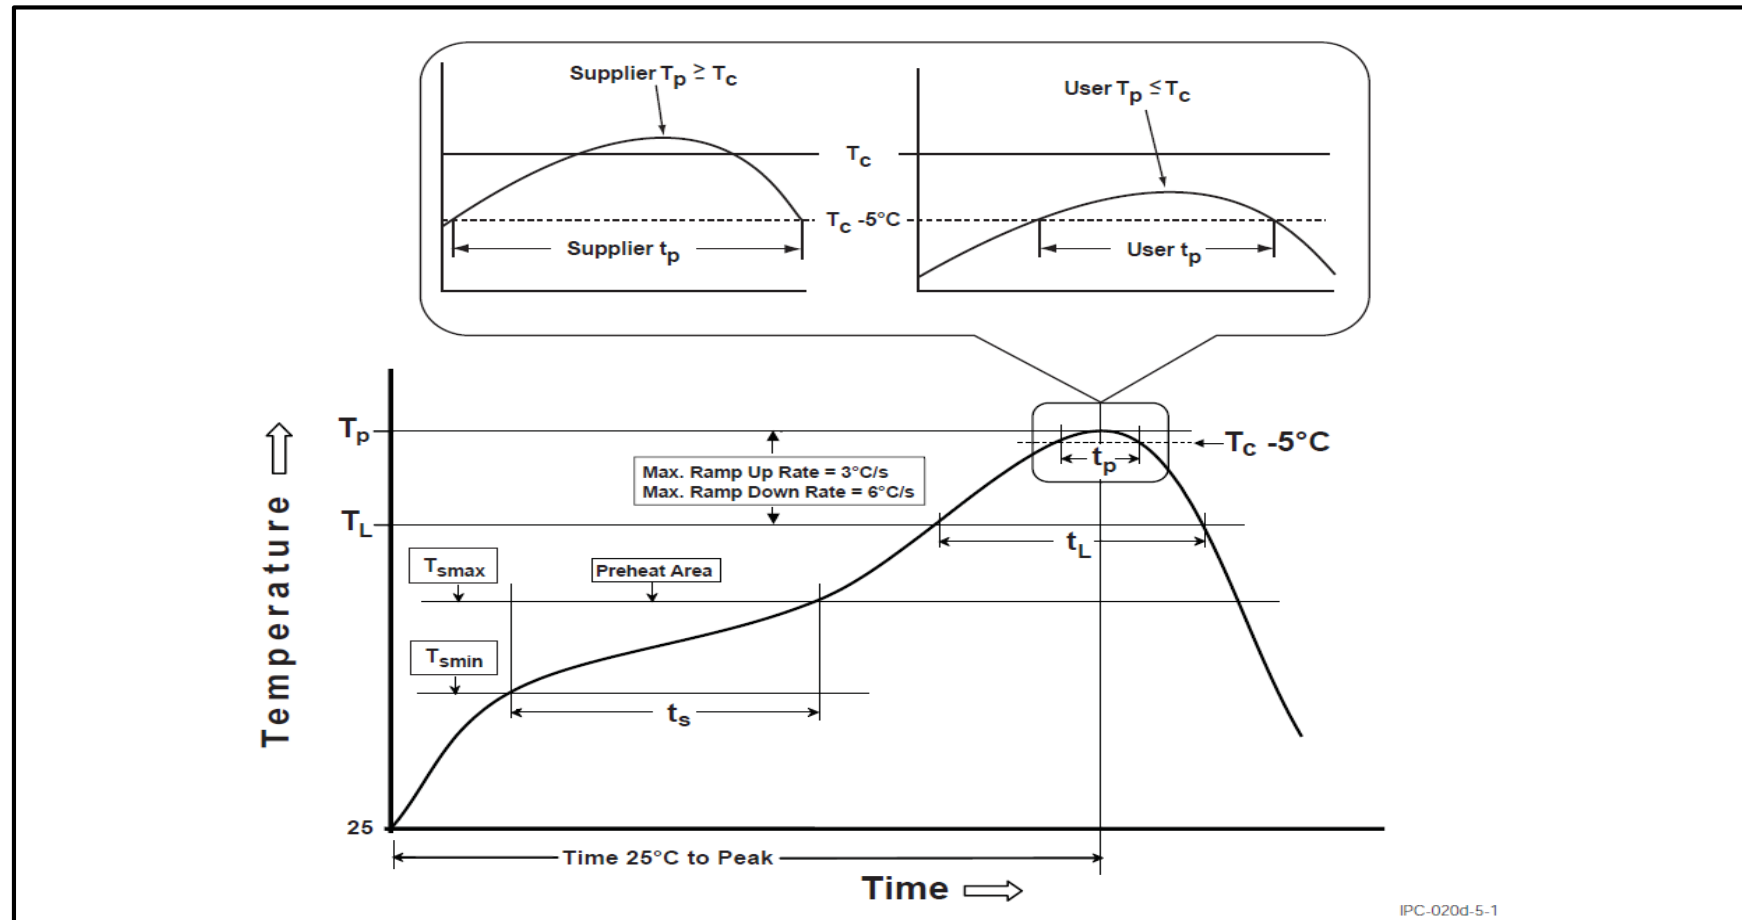 Supplier Tp ≥ Tc
User Tp ≤ Tc
Tc
Tc -5°C
Supplier tp
User tp
Tp
Tc -5°C
tp
Max. Ramp Up Rate = 3°C/s
Max. Ramp Down Rate = 6°C/s
TL
tL
Tsmax
Preheat Area
Tsmin
ts
Temperature
25
Time 25°C to Peak
Time
IPC-020d-5-1